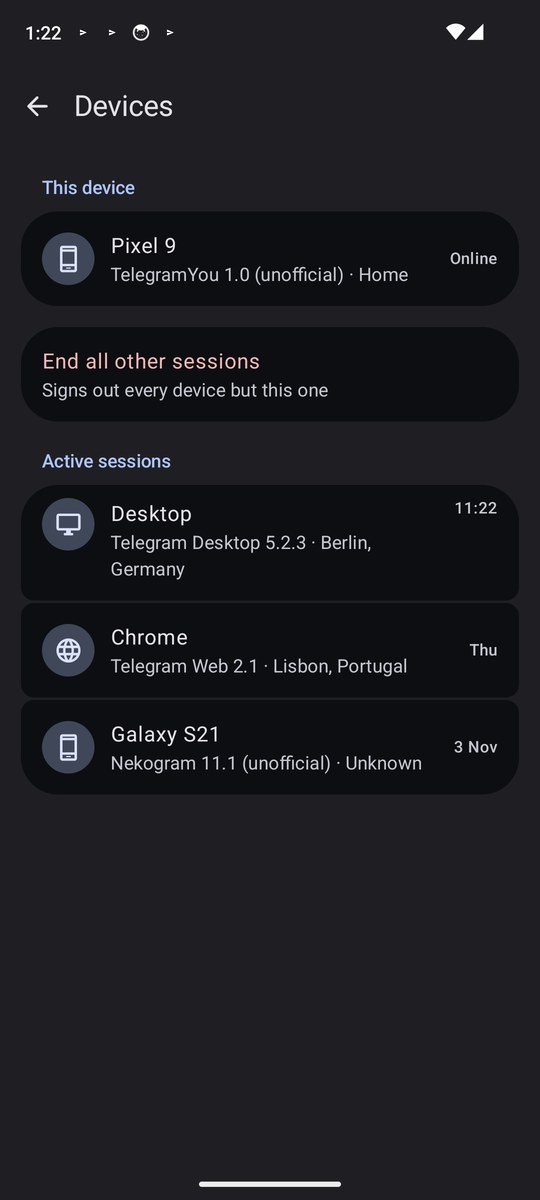 1:22
Devices
This device
Pixel 9
TelegramYou 1.0 (unofficial) · Home
Online
End all other sessions
Signs out every device but this one
Active sessions
Desktop
11:22
Telegram Desktop 5.2.3 · Berlin,
Germany
Chrome
Telegram Web 2.1 · Lisbon, Portugal
Thu
Galaxy S21
Nekogram 11.1 (unofficial) · Unknown
3 Nov